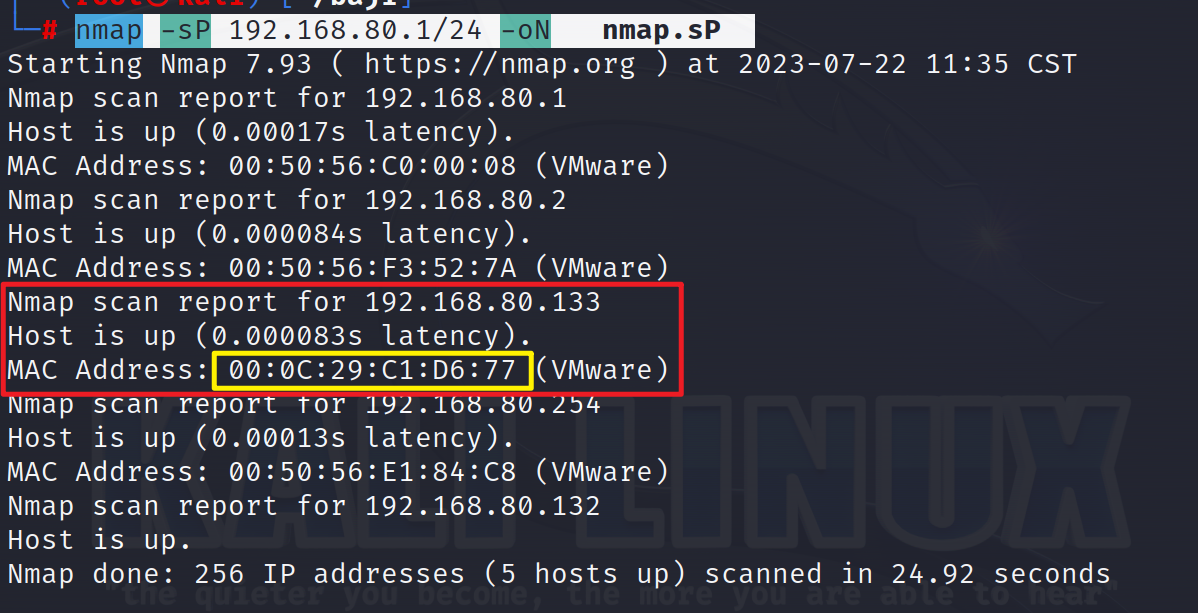 (root㉿kali)-[~/baji]
└─# nmap -sP 192.168.80.1/24 -oN nmap.sP
Starting Nmap 7.93 ( https://nmap.org ) at 2023-07-22 11:35 CST
Nmap scan report for 192.168.80.1
Host is up (0.00017s latency).
MAC Address: 00:50:56:C0:00:08 (VMware)
Nmap scan report for 192.168.80.2
Host is up (0.000084s latency).
MAC Address: 00:50:56:F3:52:7A (VMware)
Nmap scan report for 192.168.80.133
Host is up (0.000083s latency).
MAC Address: 00:0C:29:C1:D6:77 (VMware)
Nmap scan report for 192.168.80.254
Host is up (0.00013s latency).
MAC Address: 00:50:56:E1:84:C8 (VMware)
Nmap scan report for 192.168.80.132
Host is up.
Nmap done: 256 IP addresses (5 hosts up) scanned in 24.92 seconds
KALI LINUX
"the quieter you become, the more you are able to hear"